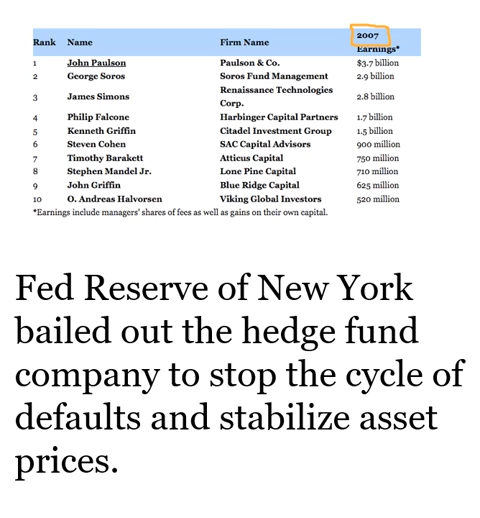 Rank Name Firm Name 2007 Earnings*
1 John Paulson Paulson & Co. $3.7 billion
2 George Soros Soros Fund Management 2.9 billion
3 James Simons Renaissance Technologies Corp. 2.8 billion
4 Philip Falcone Harbinger Capital Partners 1.7 billion
5 Kenneth Griffin Citadel Investment Group 1.5 billion
6 Steven Cohen SAC Capital Advisors 900 million
7 Timothy Barakett Atticus Capital 750 million
8 Stephen Mandel Jr. Lone Pine Capital 710 million
9 John Griffin Blue Ridge Capital 625 million
10 O. Andreas Halvorsen Viking Global Investors 520 million
*Earnings include managers' shares of fees as well as gains on their own capital.
Fed Reserve of New York
bailed out the hedge fund
company to stop the cycle of
defaults and stabilize asset
prices.